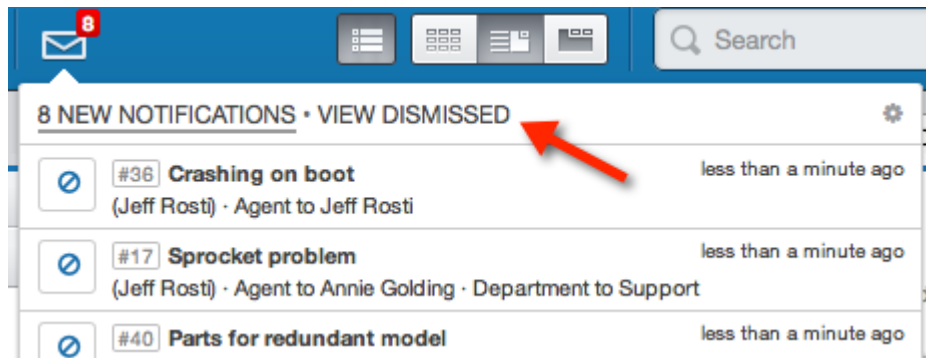 8
Search
8 NEW NOTIFICATIONS • VIEW DISMISSED
#36 Crashing on boot less than a minute ago
(Jeff Rosti) · Agent to Jeff Rosti
#17 Sprocket problem less than a minute ago
(Jeff Rosti) · Agent to Annie Golding · Department to Support
#40 Parts for redundant model less than a minute ago